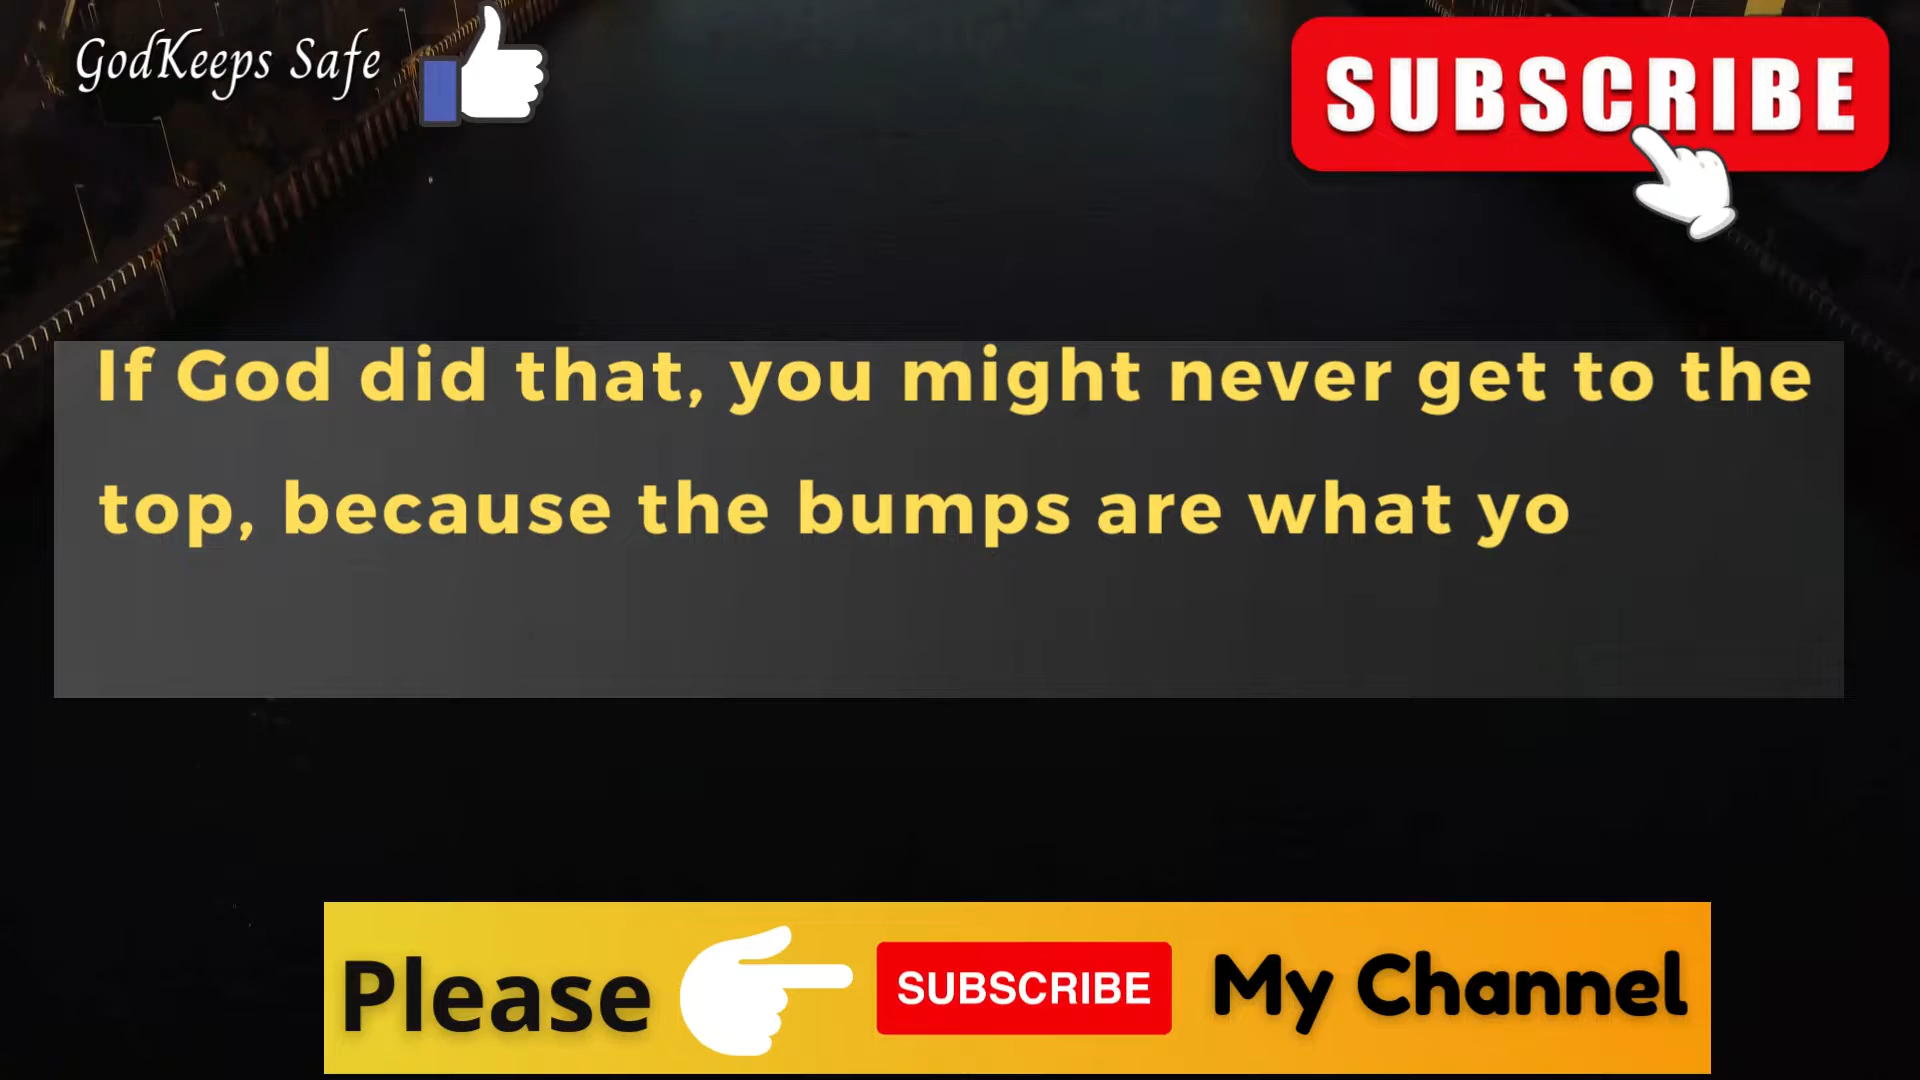 GodKeeps Safe
SUBSCRIBE
If God did that, you might never get to the
top, because the bumps are what yo
Please SUBSCRIBE My Channel